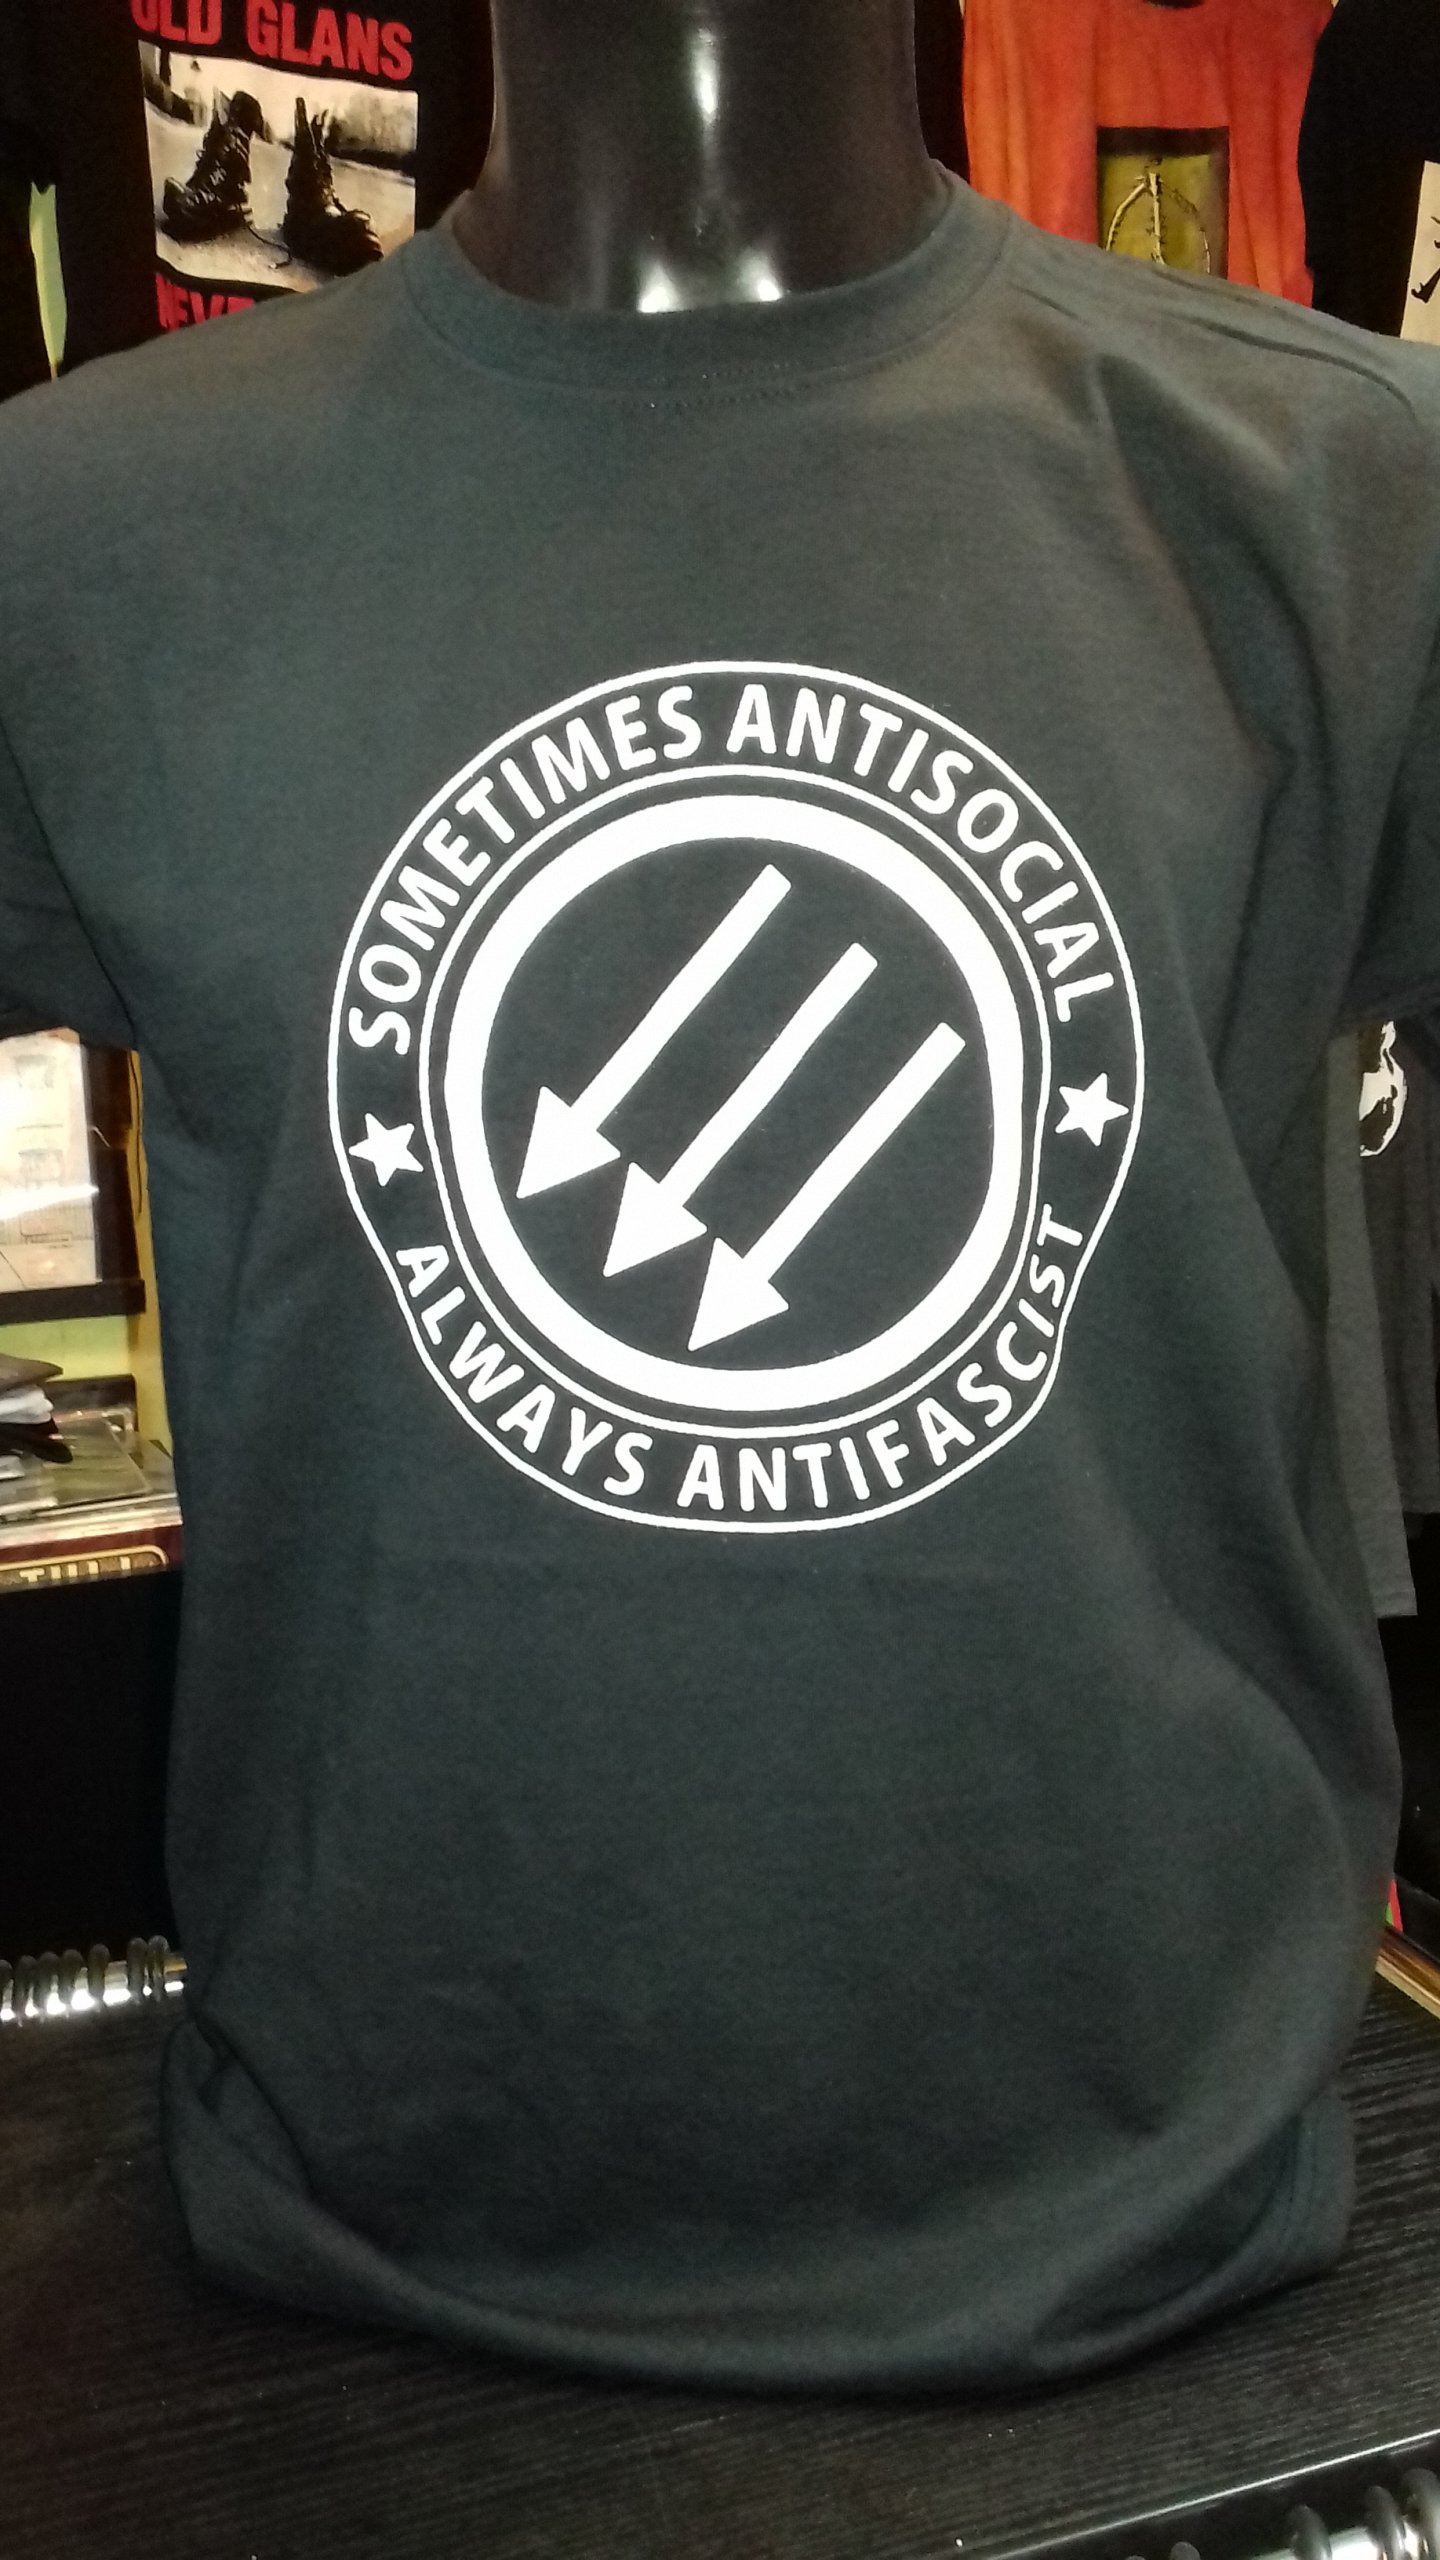 OLD GLANS
SOMETIMES ANTISOCIAL
ALWAYS ANTIFASCIST